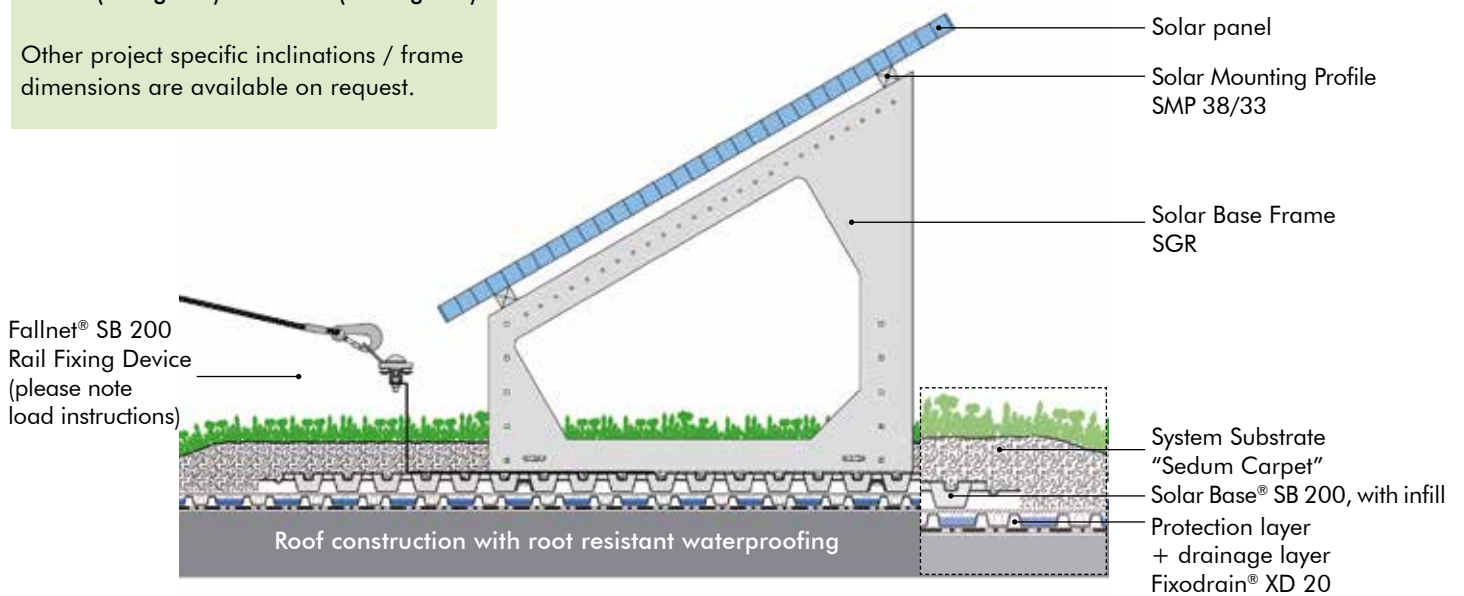 Other project specific inclinations / frame
dimensions are available on request.
Solar panel
Solar Mounting Profile
SMP 38/33
Solar Base Frame
SGR
Fallnet® SB 200
Rail Fixing Device
(please note
load instructions)
System Substrate
“Sedum Carpet”
Solar Base® SB 200, with infill
Protection layer
+ drainage layer
Fixodrain® XD 20
Roof construction with root resistant waterproofing